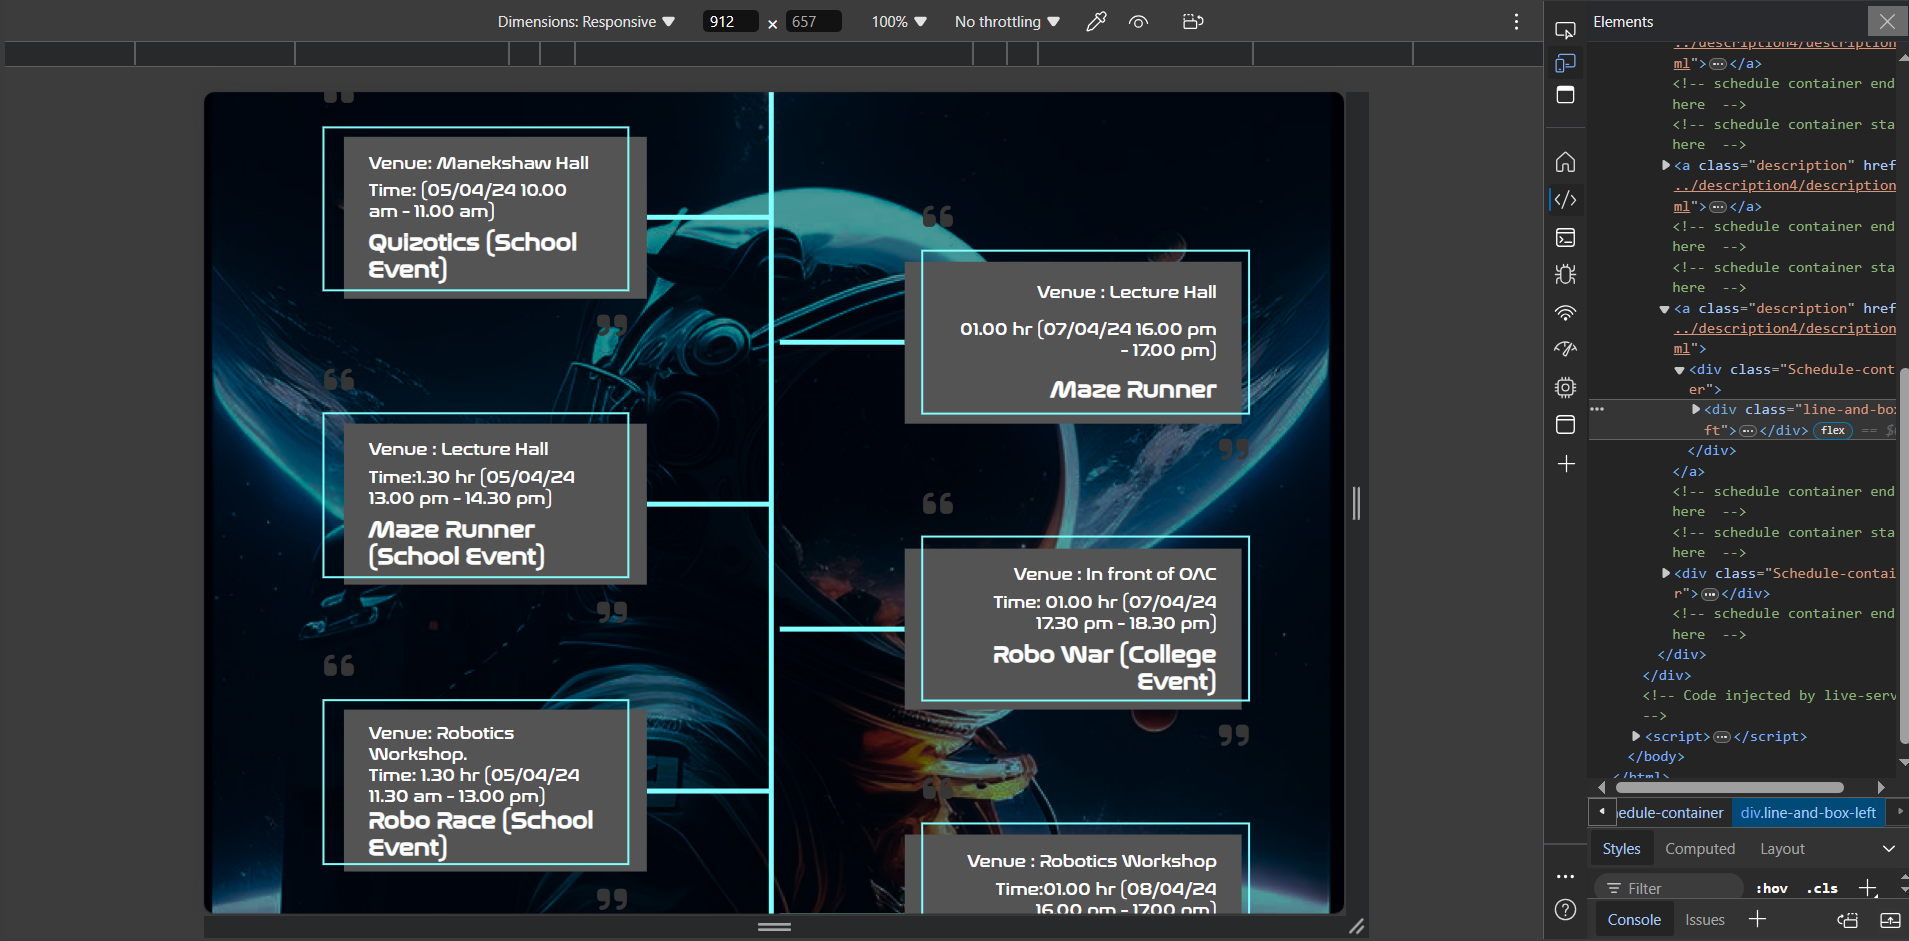 Dimensions: Responsive
912
×
657
100%
No throttling
❝
Venue: Manekshaw Hall
Time: (05/04/24 10.00
am - 11.00 am)
Quizotics (School
Event)
❞
❝
Venue : Lecture Hall
Time:1.30 hr (05/04/24
13.00 pm - 14.30 pm)
Maze Runner
(School Event)
❞
❝
Venue: Robotics
Workshop.
Time: 1.30 hr (05/04/24
11.30 am - 13.00 pm)
Robo Race (School
Event)
❞
❝
Venue : Lecture Hall
01.00 hr (07/04/24 16.00 pm
- 17.00 pm)
Maze Runner
❞
❝
Venue : In front of OAC
Time: 01.00 hr (07/04/24
17.30 pm - 18.30 pm)
Robo War (College
Event)
❞
❝
Venue : Robotics Workshop
Time:01.00 hr (08/04/24
16.00 pm - 17.00 pm)
Elements
../description4/description
ml"> ⋯ </a>
<!-- schedule container end
here -->
<!-- schedule container sta
here -->
<a class="description" href
../description4/description
ml"> ⋯ </a>
<!-- schedule container end
here -->
<!-- schedule container sta
here -->
<a class="description" href
../description4/description
ml">
<div class="Schedule-cont
er">
<div class="line-and-box
ft"> ⋯ </div> flex == $
</div>
</a>
<!-- schedule container end
here -->
<!-- schedule container sta
here -->
<div class="Schedule-contai
r"> ⋯ </div>
<!-- schedule container end
here -->
</div>
</div>
<!-- Code injected by live-serv
-->
<script> ⋯ </script>
</body>
</html>
edule-container
div.line-and-box-left
Styles
Computed
Layout
Filter
:hov
.cls
Console
Issues